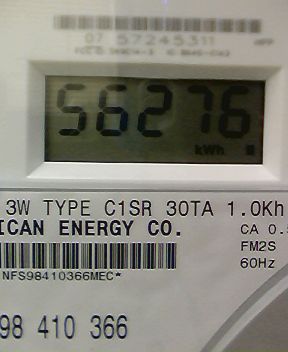 07 57245311
56276
kWh
3W TYPE C1SR 30TA 1.0Kh
ICAN ENERGY CO.
CA 0.5
FM2S
60Hz
NFS98410366MEC*
98 410 366